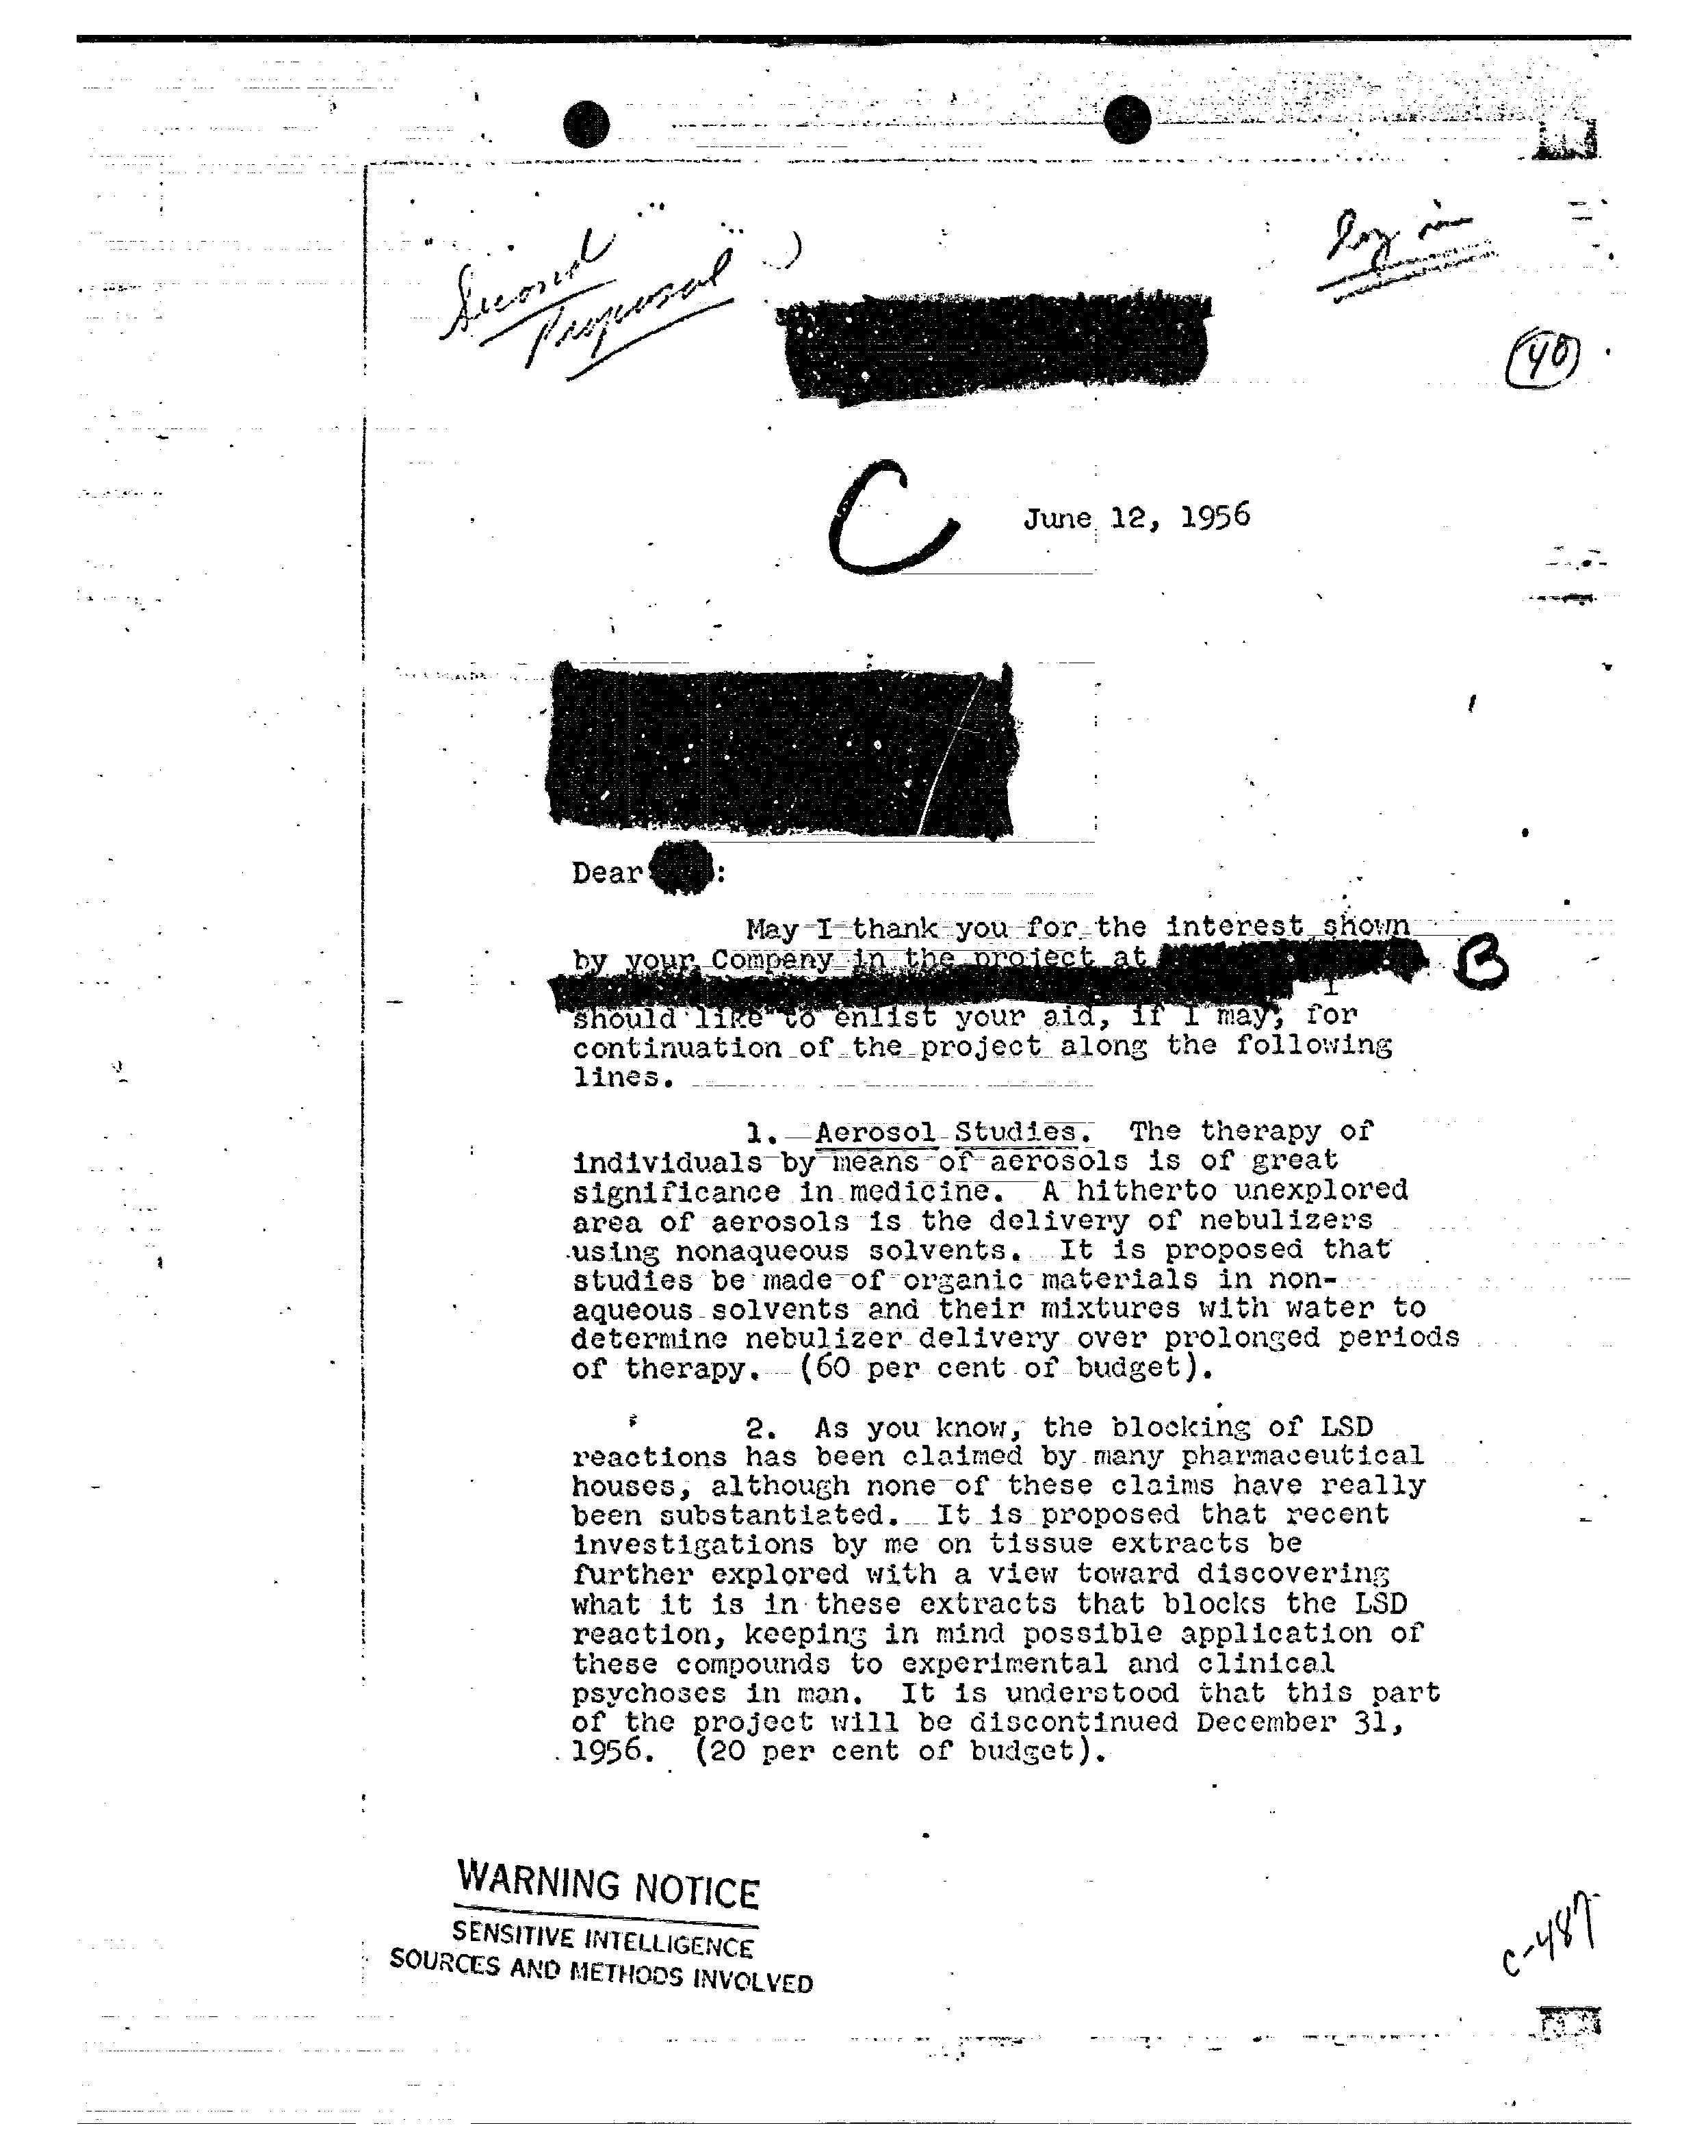 Second
Proposal
log in
40
C
June 12, 1956
Dear :
May I thank you for the interest shown
by your Company in the project at
B
I
should like to enlist your aid, if I may, for
continuation of the project along the following
lines.
1. Aerosol Studies. The therapy of
individuals by means of aerosols is of great
significance in medicine. A hitherto unexplored
area of aerosols is the delivery of nebulizers
using nonaqueous solvents. It is proposed that
studies be made of organic materials in non-
aqueous solvents and their mixtures with water to
determine nebulizer delivery over prolonged periods
of therapy. (60 per cent of budget).
2. As you know, the blocking of LSD
reactions has been claimed by many pharmaceutical
houses, although none of these claims have really
been substantiated. It is proposed that recent
investigations by me on tissue extracts be
further explored with a view toward discovering
what it is in these extracts that blocks the LSD
reaction, keeping in mind possible application of
these compounds to experimental and clinical
psychoses in man. It is understood that this part
of the project will be discontinued December 31,
1956. (20 per cent of budget).
WARNING NOTICE
SENSITIVE INTELLIGENCE
SOURCES AND METHODS INVOLVED
C-487